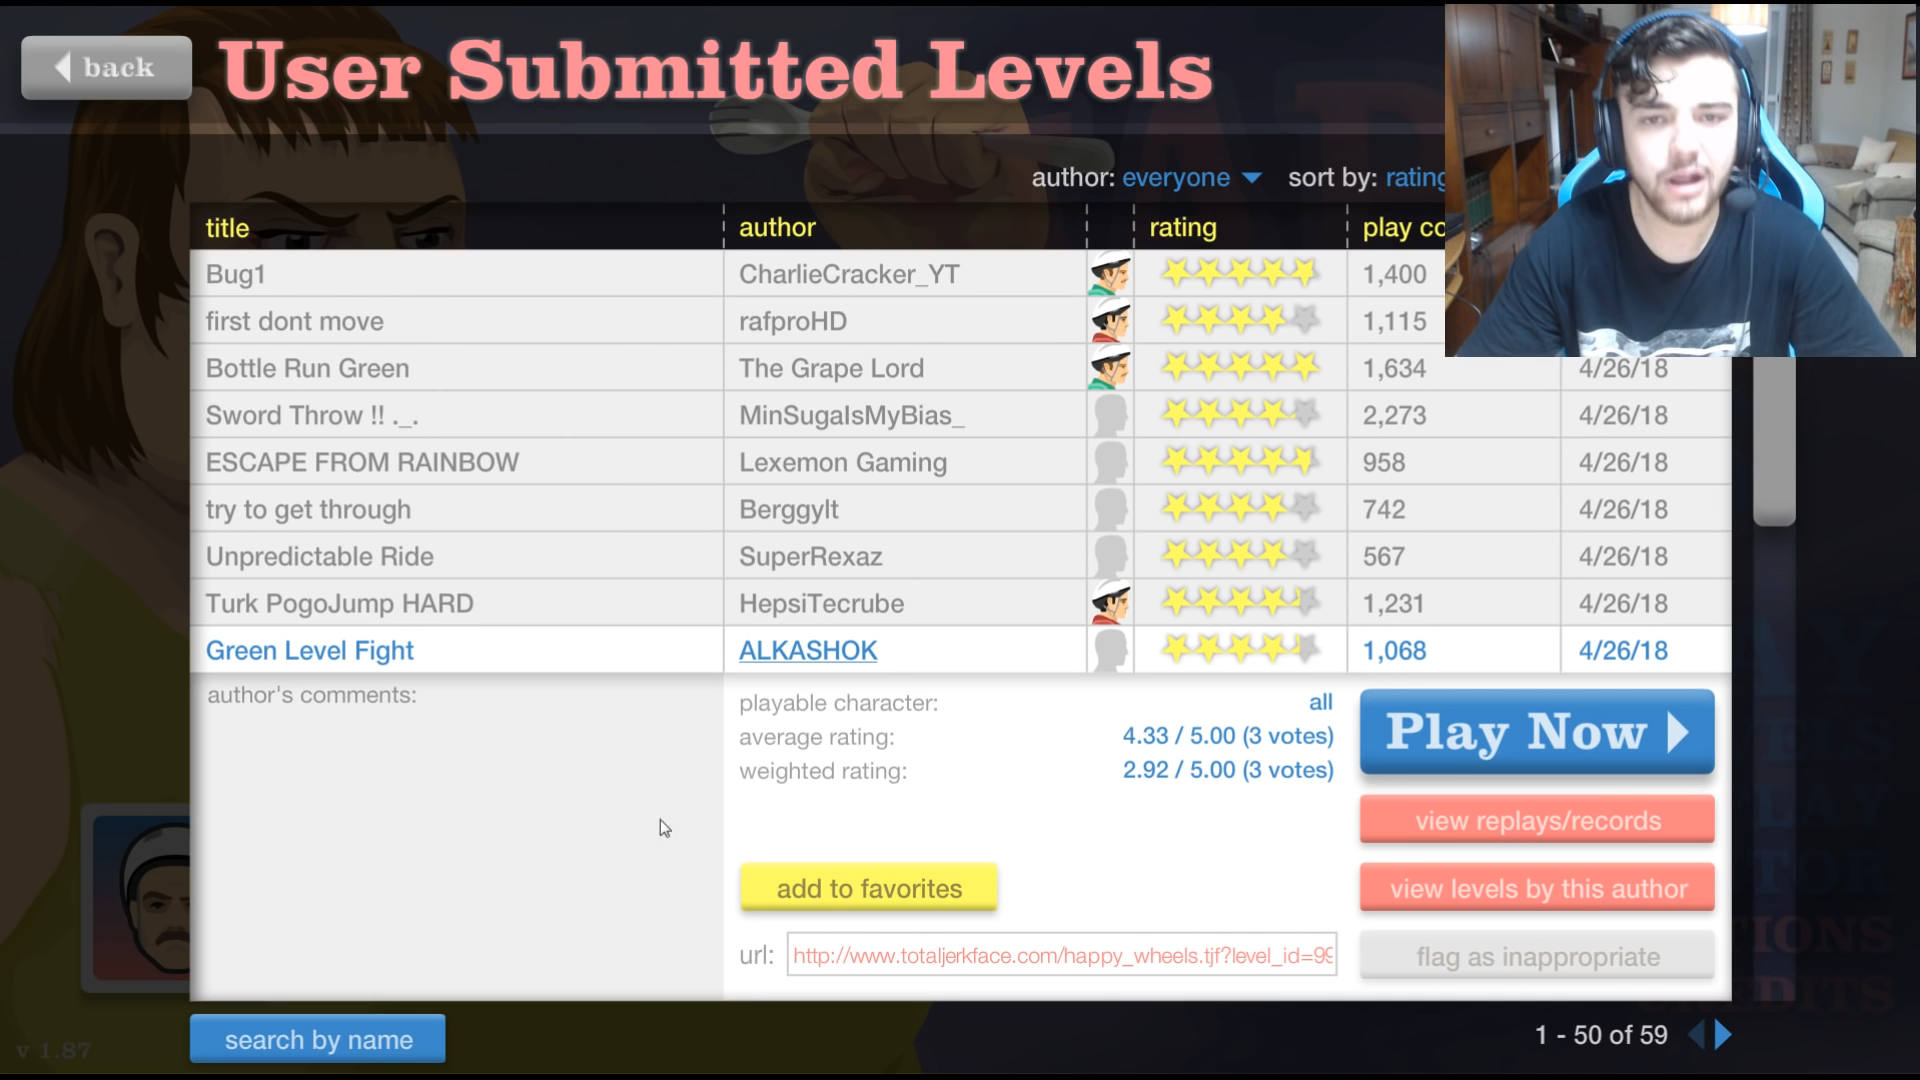 back
User Submitted Levels
author: everyone sort by: rating
title author rating play
Bug1 CharlieCracker_YT 1,400
first dont move rafproHD 1,115
Bottle Run Green The Grape Lord 1,634 4/26/18
Sword Throw !! ._. MinSugaIsMyBias_ 2,273 4/26/18
ESCAPE FROM RAINBOW Lexemon Gaming 958 4/26/18
try to get through Berggylt 742 4/26/18
Unpredictable Ride SuperRexaz 567 4/26/18
Turk PogoJump HARD HepsiTecrube 1,231 4/26/18
Green Level Fight ALKASHOK 1,068 4/26/18
author's comments:
playable character: all
average rating: 4.33 / 5.00 (3 votes)
weighted rating: 2.92 / 5.00 (3 votes)
Play Now
view replays/records
add to favorites
view levels by this author
url: http://www.totaljerkface.com/happy_wheels.tjf?level_id=99
flag as inappropriate
search by name
1 - 50 of 59
v 1.87